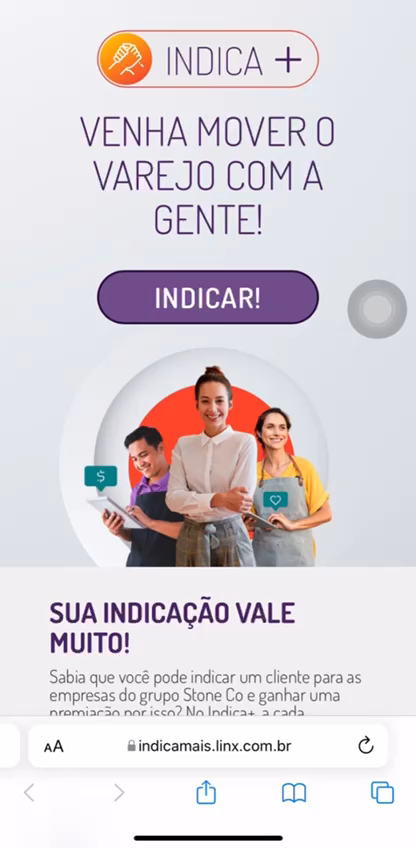 INDICA +
VENHA MOVER O
VAREJO COM A
GENTE!
INDICAR!
$
SUA INDICAÇÃO VALE
MUITO!
Sabia que você pode indicar um cliente para as
empresas do grupo Stone Co e ganhar uma
premiação por isso? No Indica+, a cada
AA
indicamais.linx.com.br